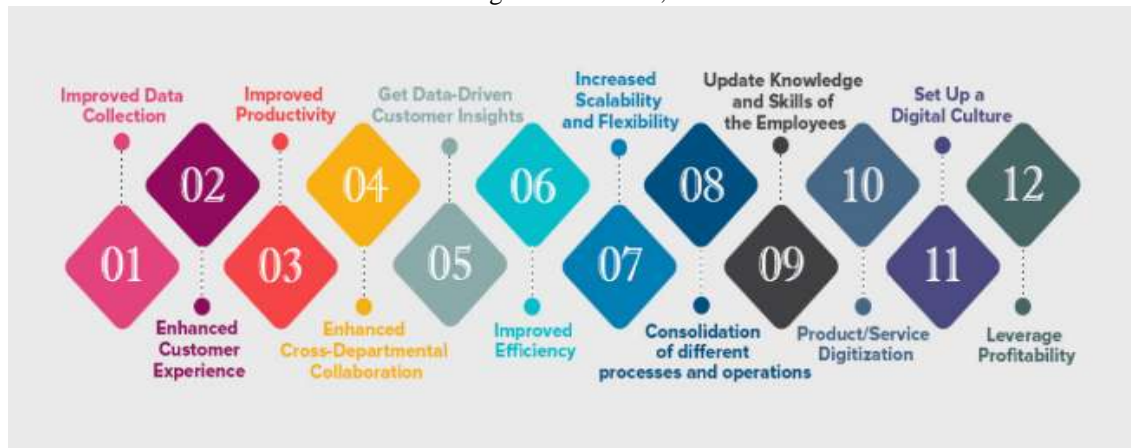 Improved Data
Collection
02
Improved
Productivity
04
Get Data-Driven
Customer Insights
06
Increased
Scalability
and Flexibility
08
Update Knowledge
and Skills of
the Employees
10
Set Up a
Digital Culture
12
01
Enhanced
Customer
Experience
03
Enhanced
Cross-Departmental
Collaboration
05
Improved
Efficiency
07
Consolidation
of different
processes and operations
09
Product/Service
Digitization
11
Leverage
Profitability